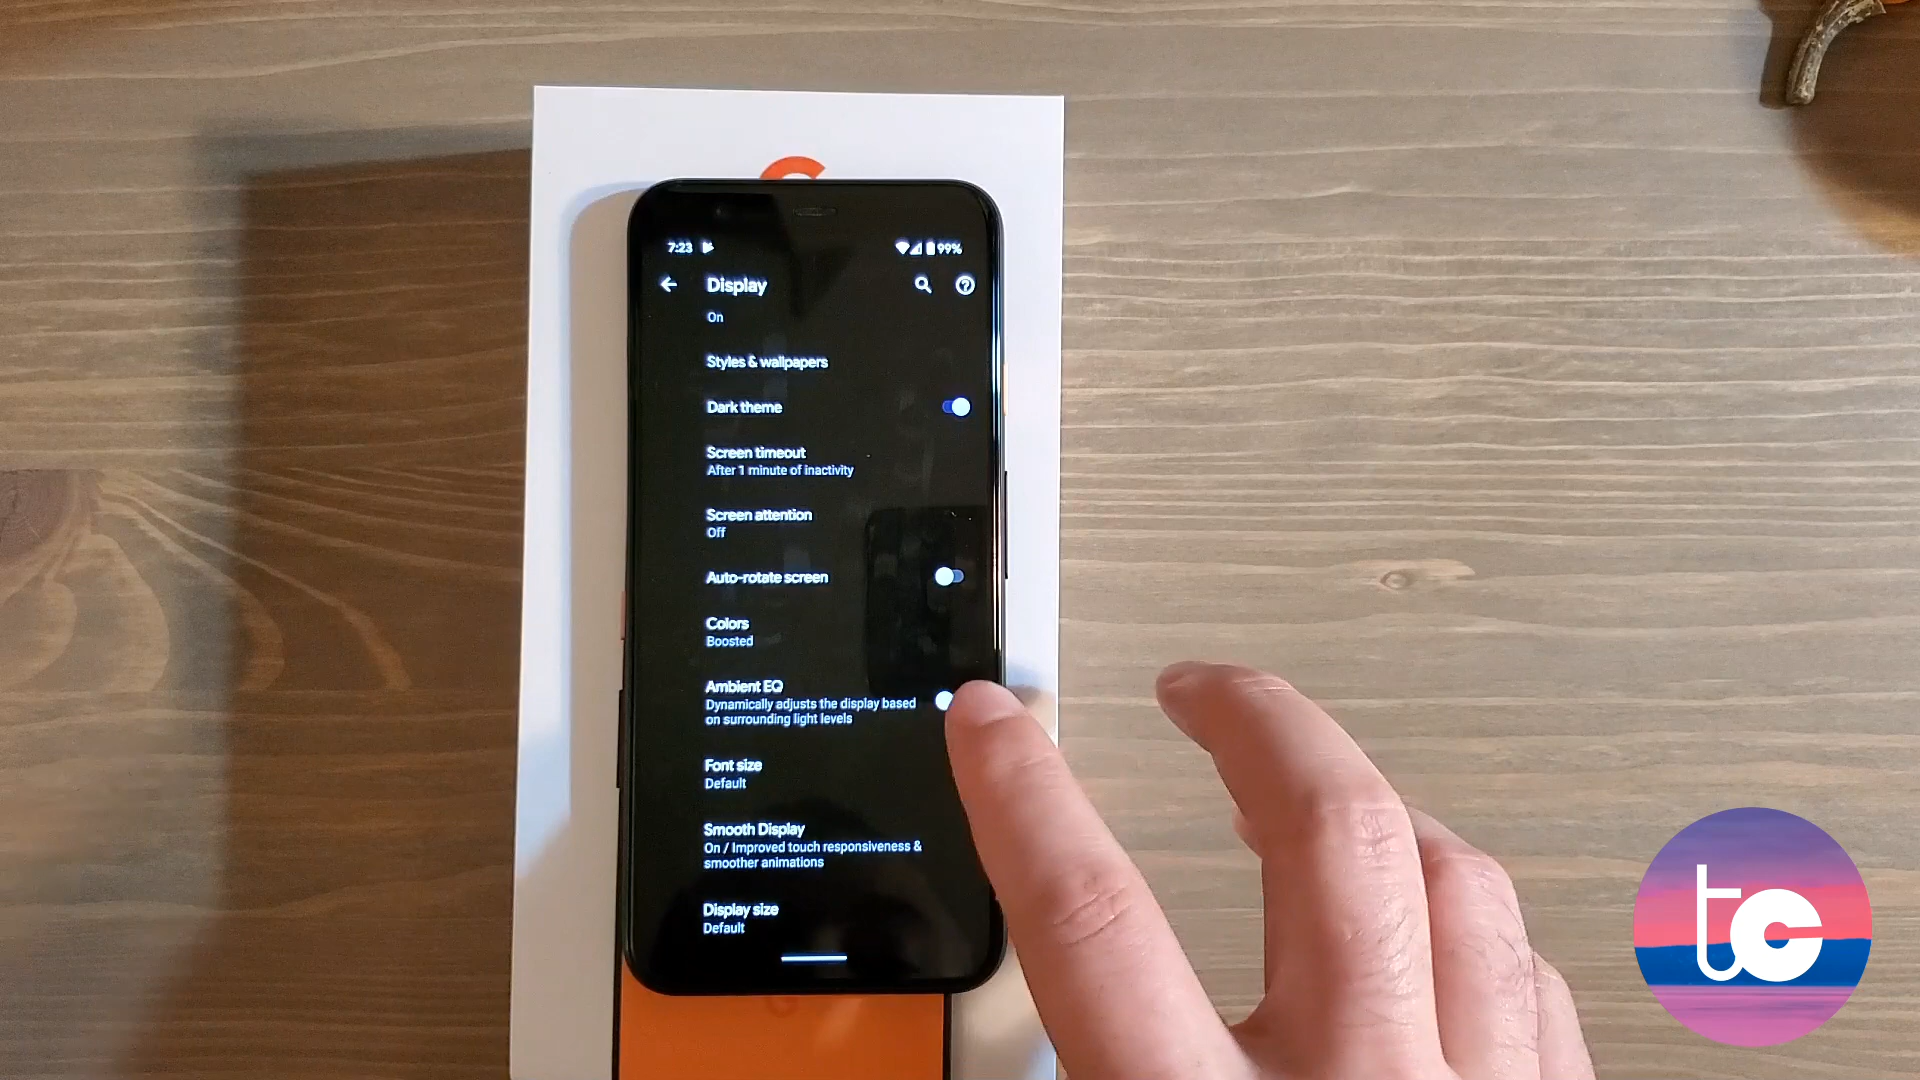 7:23
99%
Display
On
Styles & wallpapers
Dark theme
Screen timeout
After 1 minute of inactivity
Screen attention
Off
Auto-rotate screen
Colors
Boosted
Ambient EQ
Dynamically adjusts the display based
on surrounding light levels
Font size
Default
Smooth Display
On / Improved touch responsiveness &
smoother animations
Display size
Default
tc